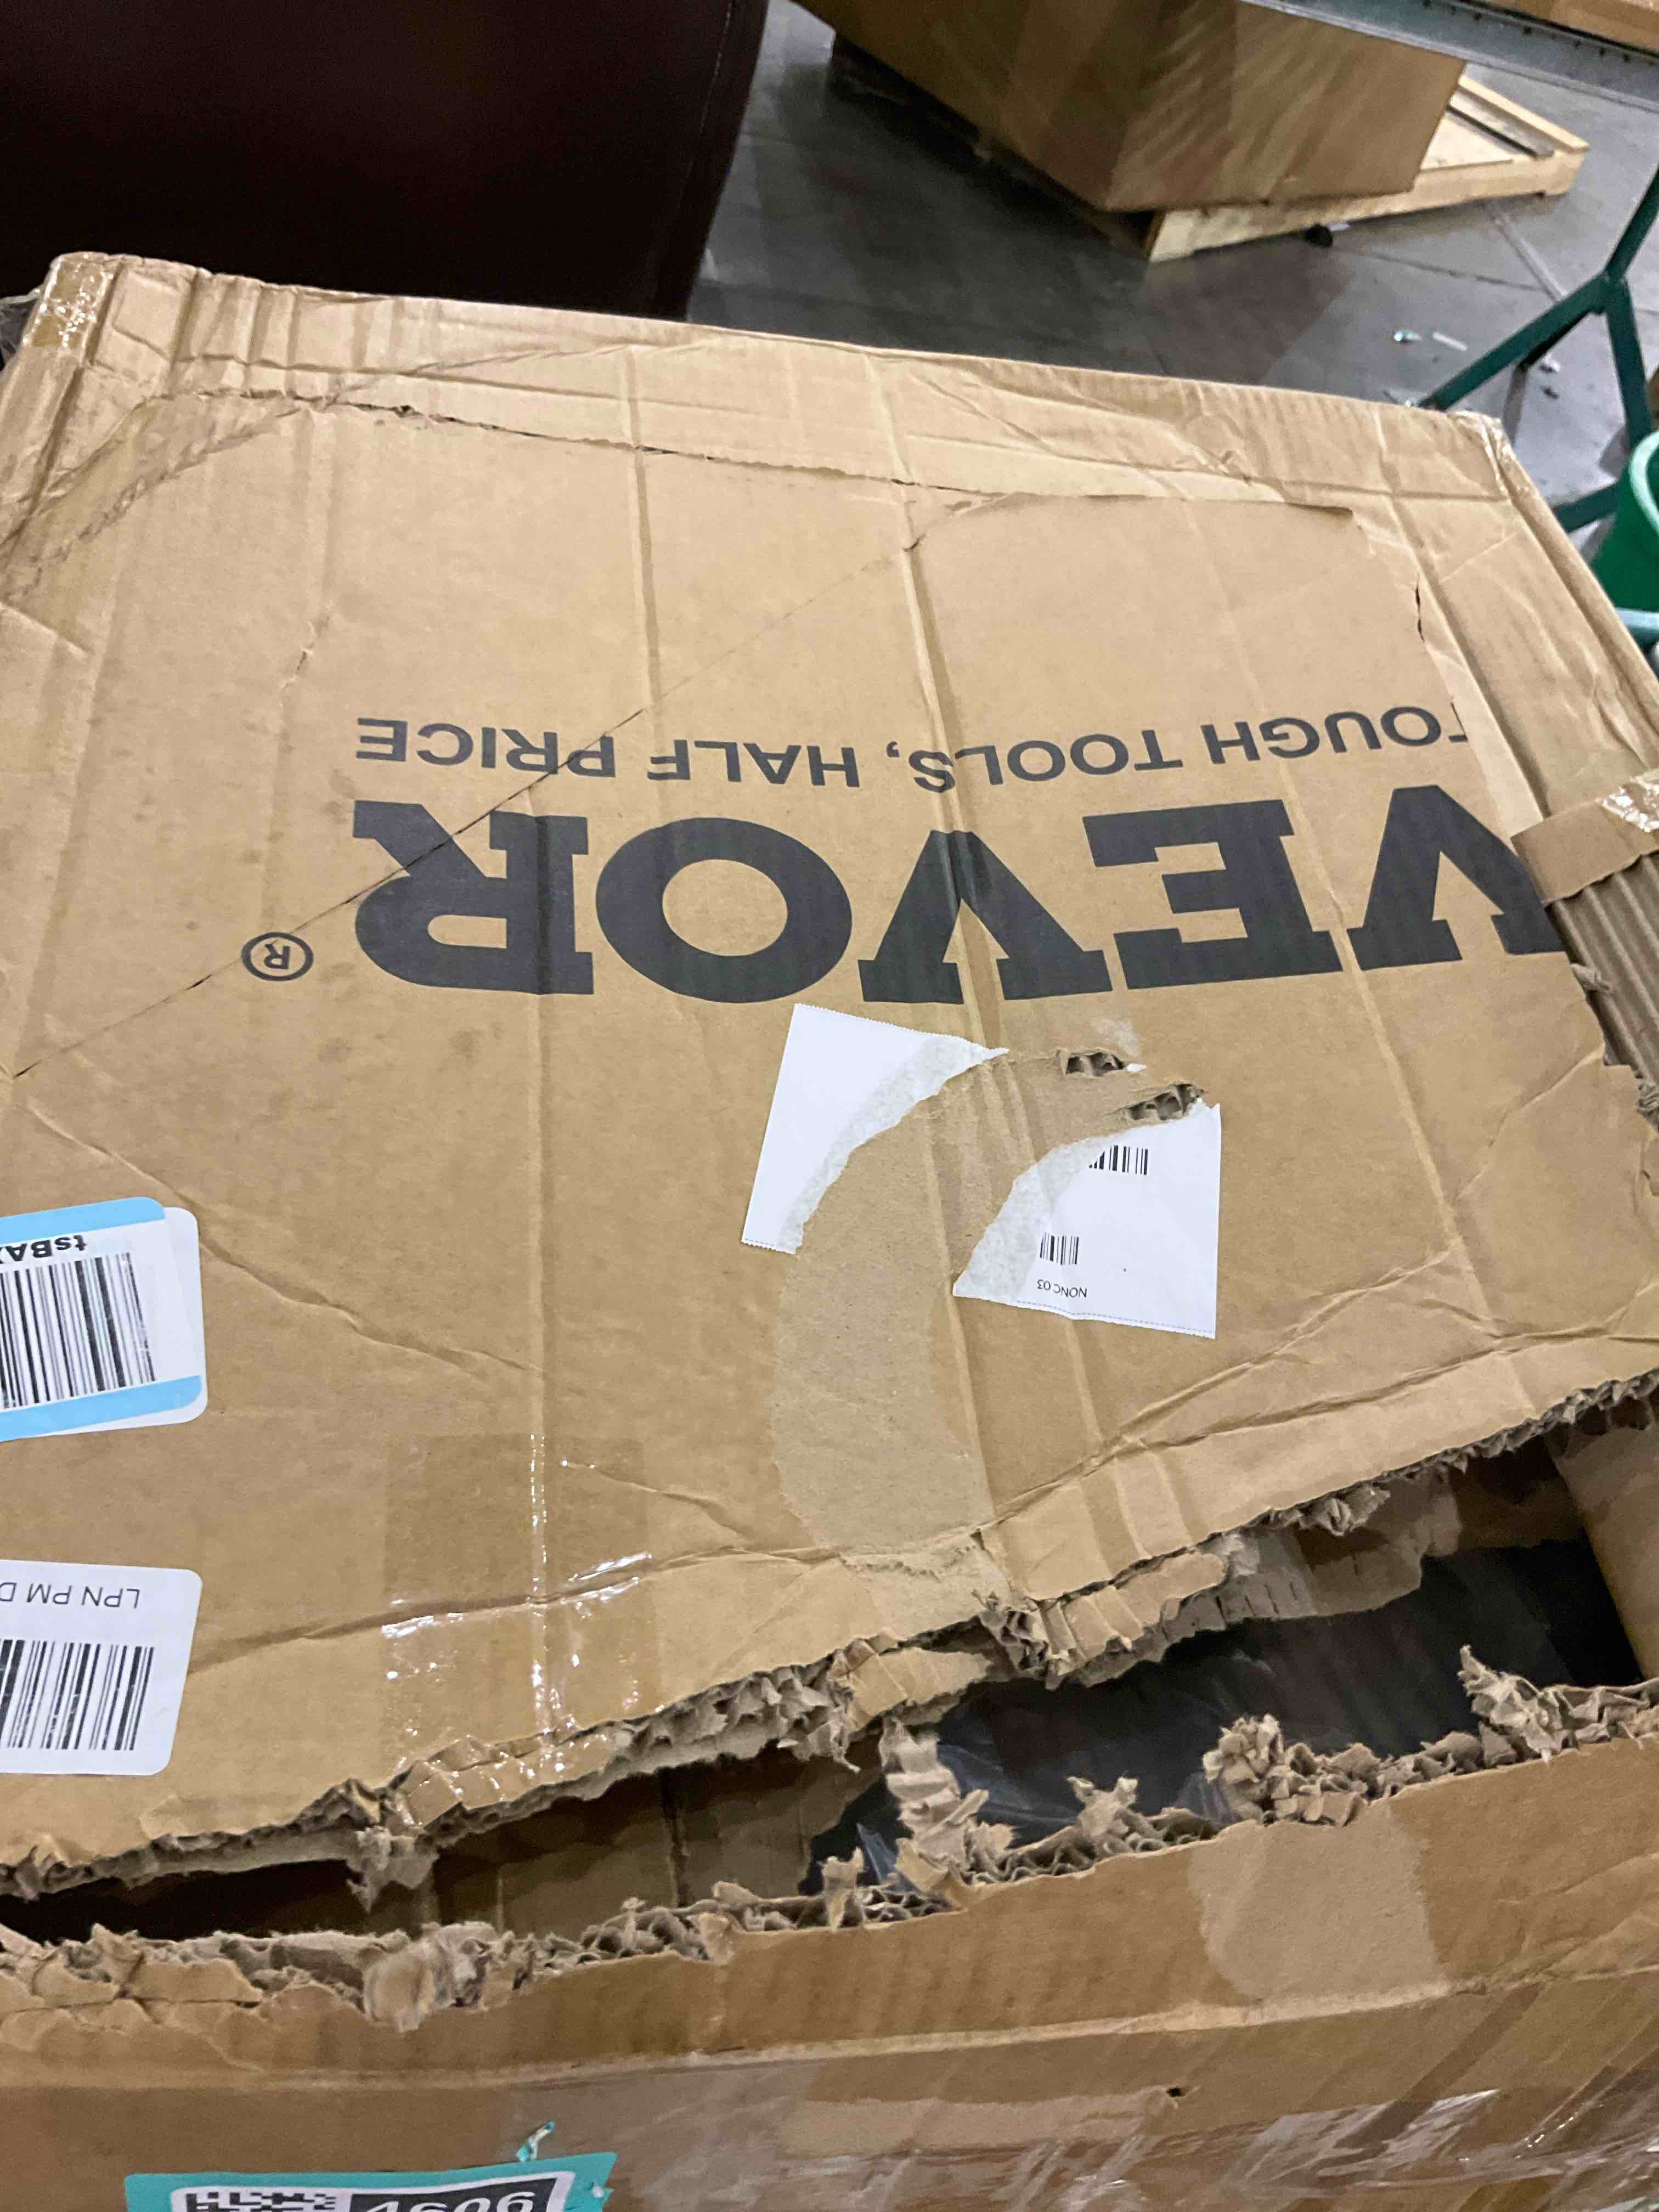 VEVOR®
TOUGH TOOLS, HALF PRICE
NONC 03
tsBA
LPN PM D
4606